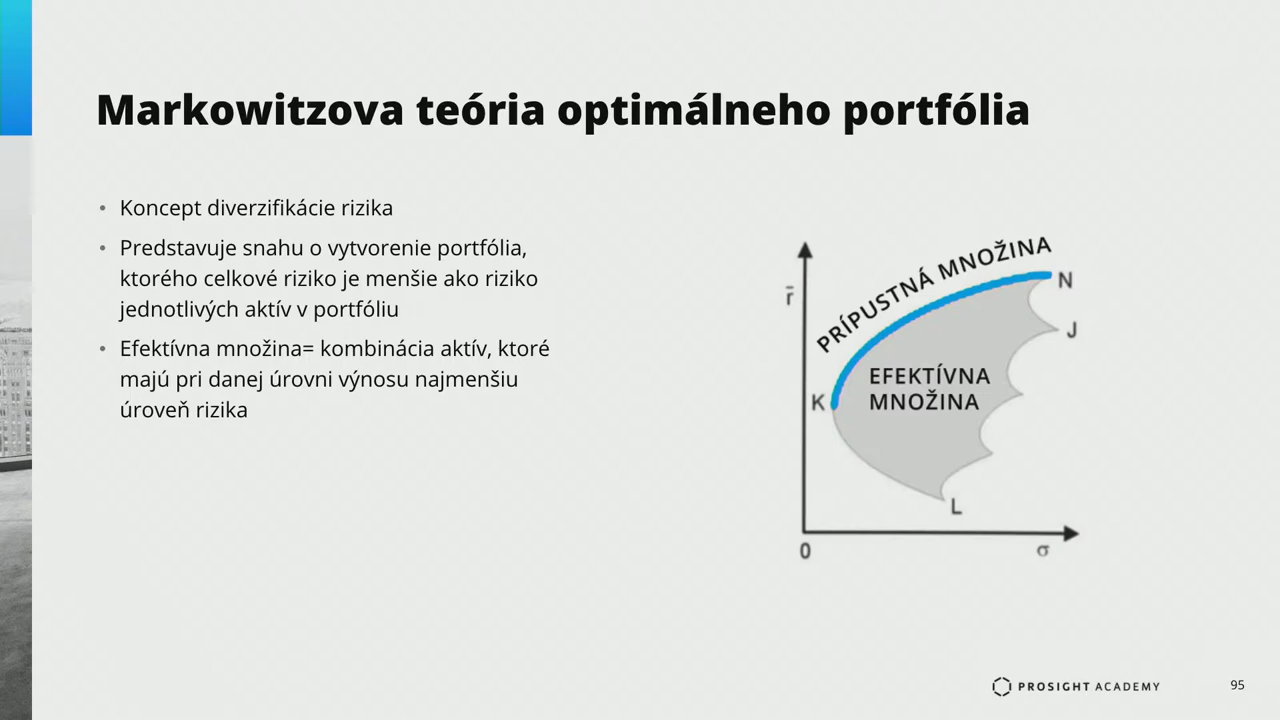 Markowitzova teória optimálneho portfólia
• Koncept diverzifikácie rizika
• Predstavuje snahu o vytvorenie portfólia,
ktorého celkové riziko je menšie ako riziko
jednotlivých aktív v portfóliu
• Efektívna množina= kombinácia aktív, ktoré
majú pri danej úrovni výnosu najmenšiu
úroveň rizika
PRÍPUSTNÁ MNOŽINA
r̄
N
J
EFEKTÍVNA
MNOŽINA
K
L
0
σ
PROSIGHT ACADEMY
95